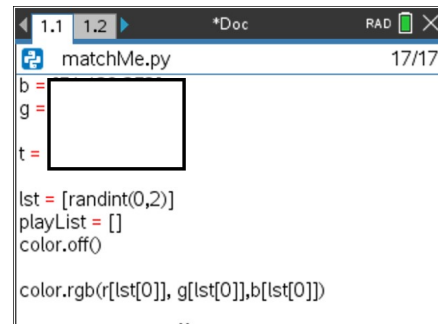 1.1 1.2 *Doc RAD
matchMe.py 17/17
b =
g =
t =
lst = [randint(0,2)]
playList = []
color.off()
color.rgb(r[lst[0]], g[lst[0]],b[lst[0]])